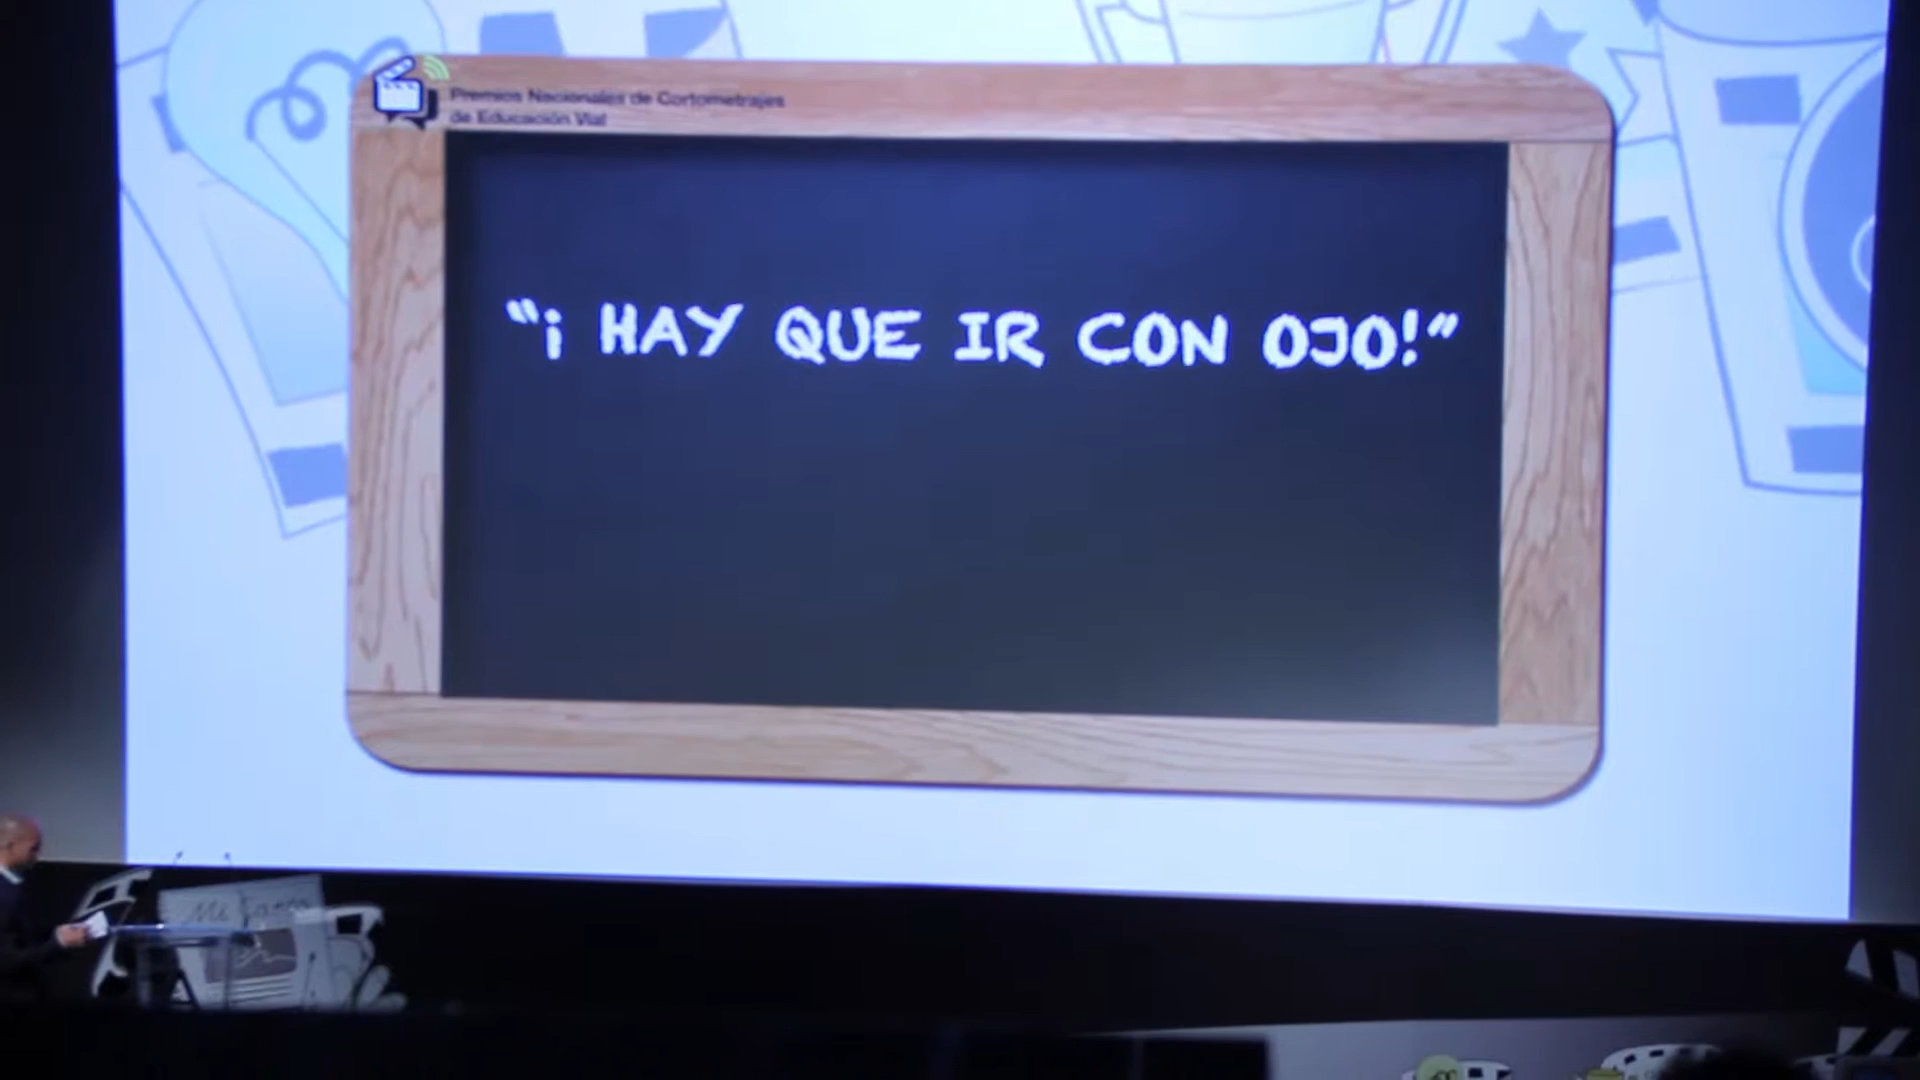 Premios Nacionales de Cortometrajes
de Educación Vial
"¡ HAY QUE IR CON OJO!"